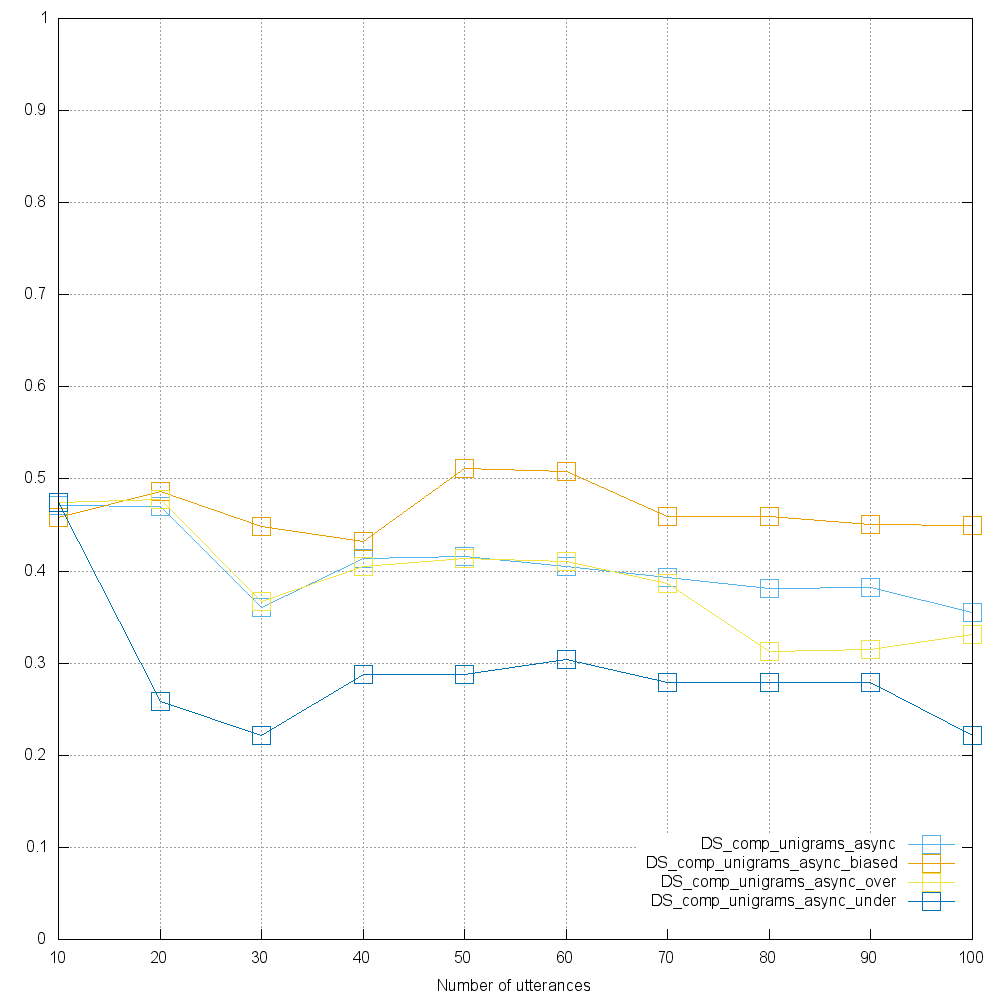 1
0.9
0.8
0.7
0.6
0.5
0.4
0.3
0.2
0.1
0
10 20 30 40 50 60 70 80 90 100
Number of utterances
DS_comp_unigrams_async
DS_comp_unigrams_async_biased
DS_comp_unigrams_async_over
DS_comp_unigrams_async_under